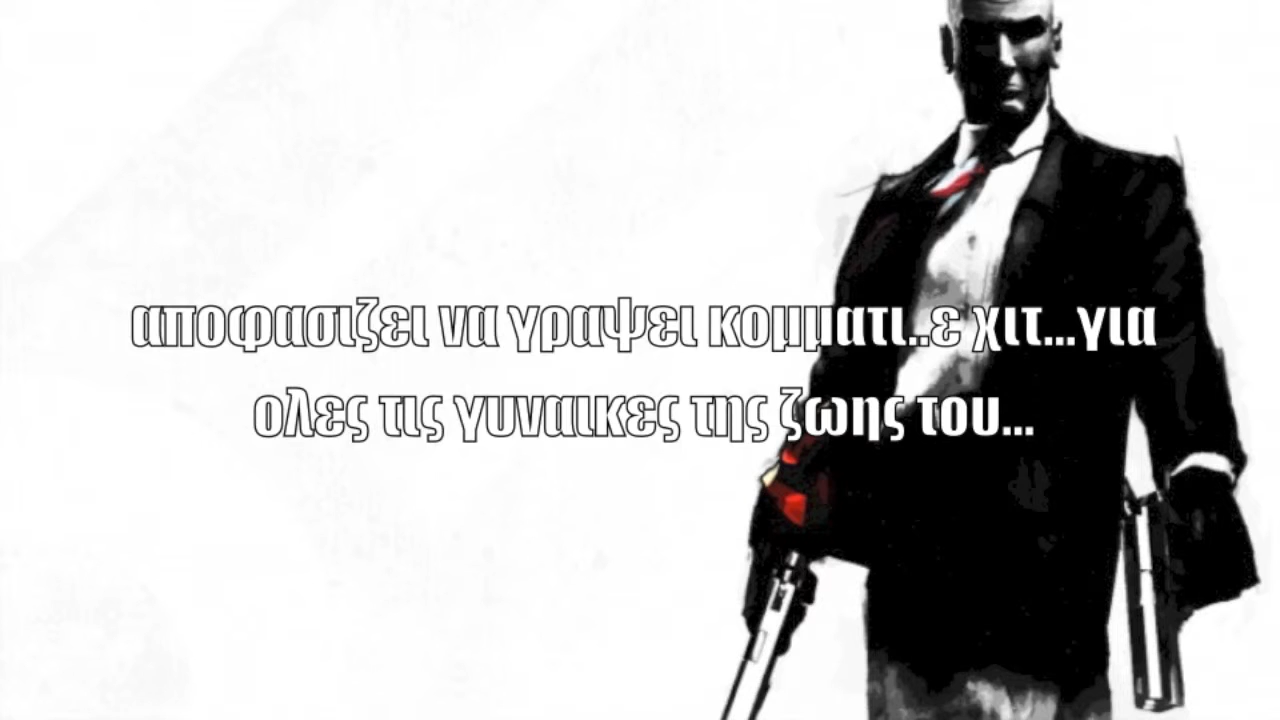 αποφασιζει να γραψει κομματι..ε χιτ...για
ολες τις γυναικες της ζωης του...